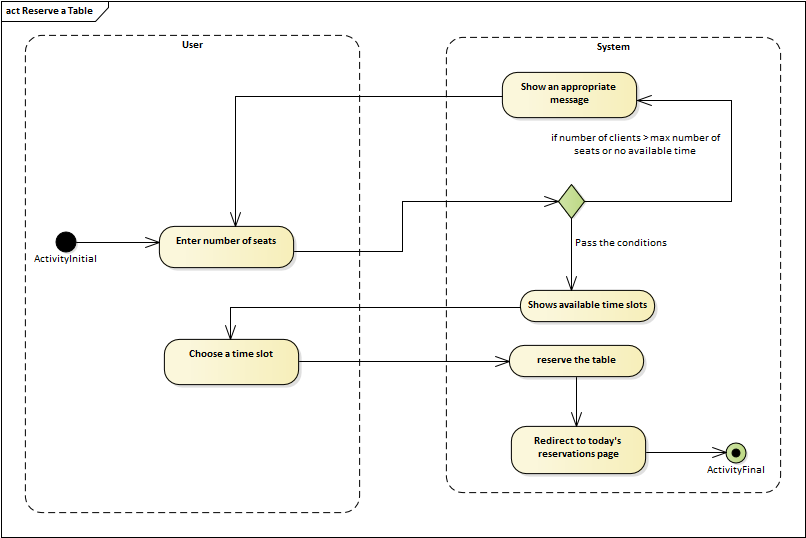 act Reserve a Table
User
System
Show an appropriate
message
if number of clients > max number of
seats or no available time
Enter number of seats
ActivityInitial
Pass the conditions
Shows available time slots
Choose a time slot
reserve the table
Redirect to today's
reservations page
ActivityFinal